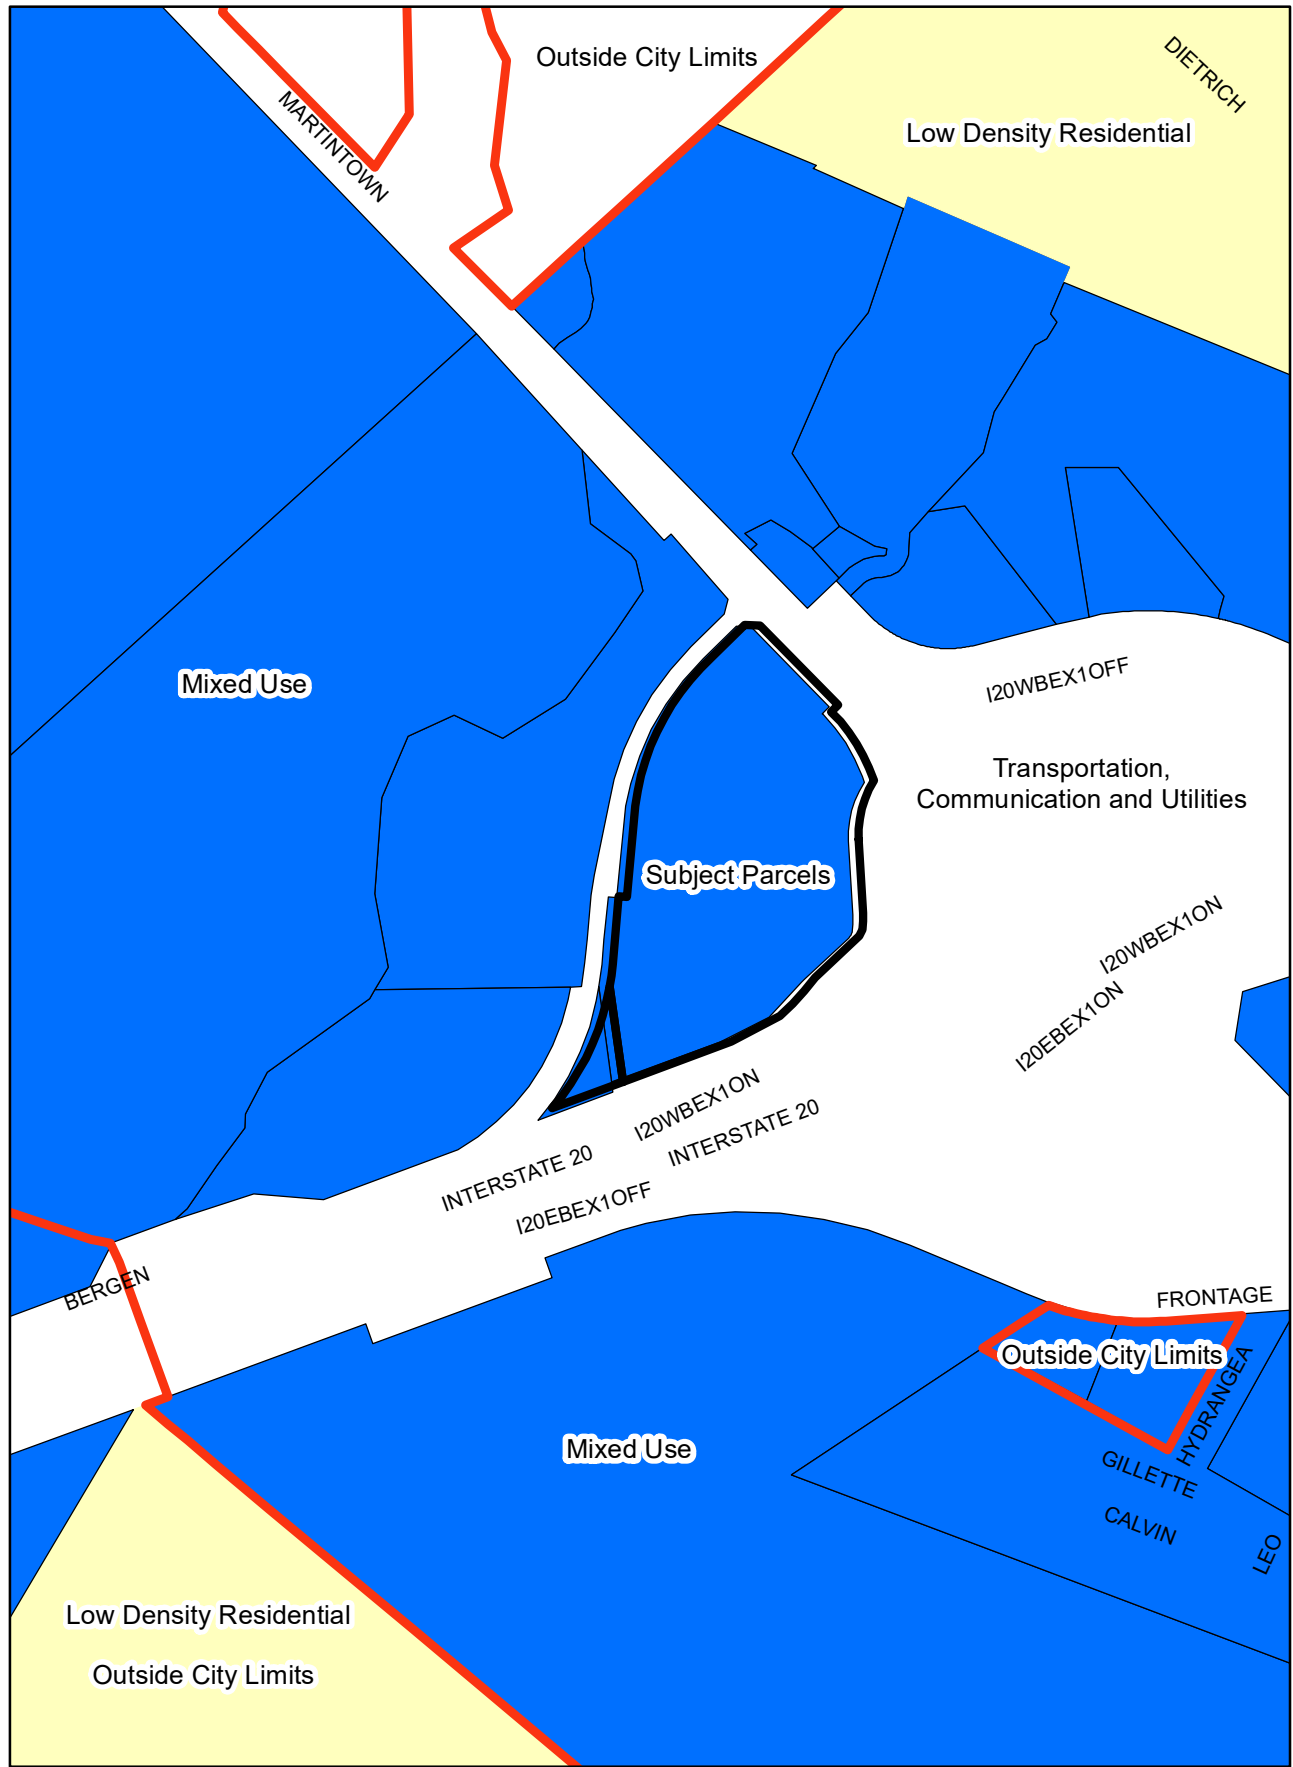 Outside City Limits
DIETRICH
MARTINTOWN
Low Density Residential
I20WBEX1OFF
Mixed Use
Transportation,
Communication and Utilities
Subject Parcels
I20WBEX1ON
I20EBEX1ON
I20WBEX1ON
INTERSTATE 20
INTERSTATE 20
I20EBEX1OFF
BERGEN
FRONTAGE
Outside City Limits
HYDRANGEA
Mixed Use
GILLETTE
CALVIN
LEO
Low Density Residential
Outside City Limits